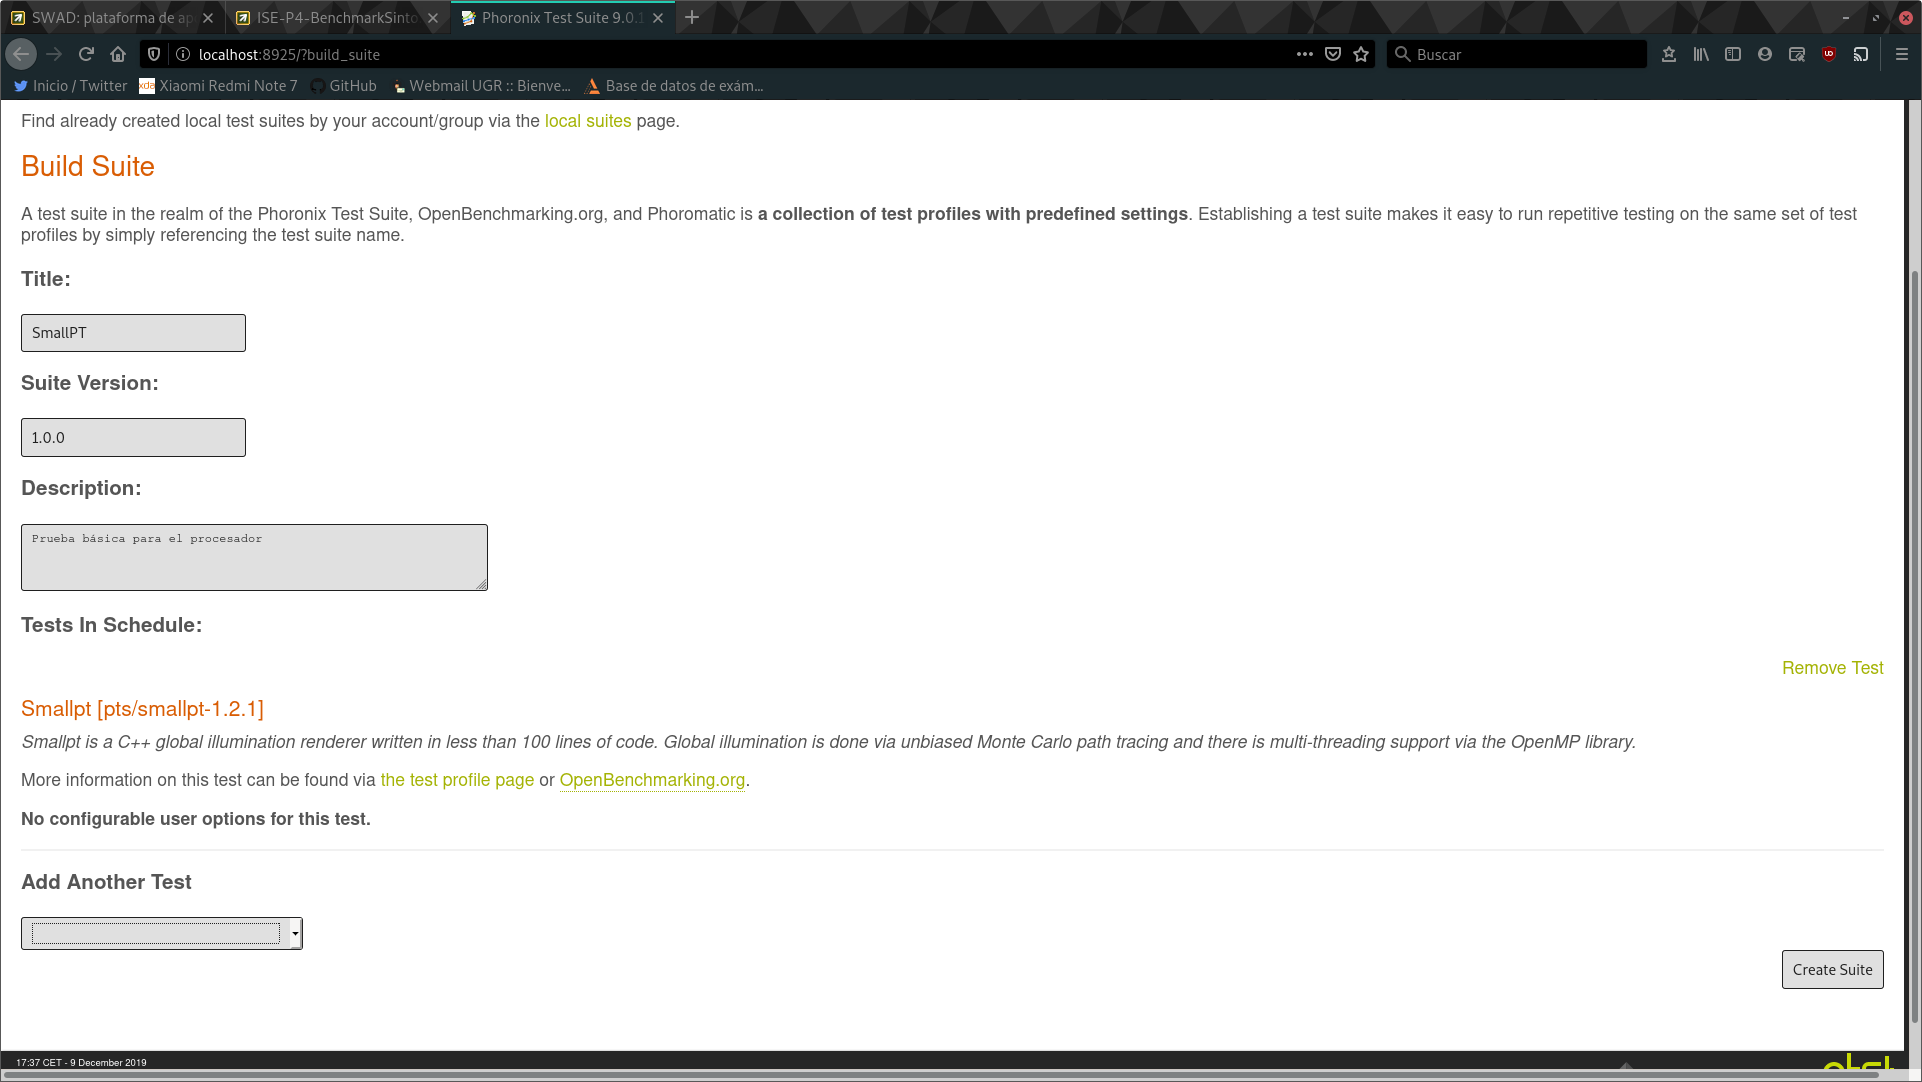 SWAD: plataforma de ap
ISE-P4-BenchmarkSinto
Phoronix Test Suite 9.0.1
localhost:8925/?build_suite
Buscar
Inicio / Twitter
xda
Xiaomi Redmi Note 7
GitHub
Webmail UGR :: Bienve...
Base de datos de exám...
Find already created local test suites by your account/group via the local suites page.
Build Suite
A test suite in the realm of the Phoronix Test Suite, OpenBenchmarking.org, and Phoromatic is a collection of test profiles with predefined settings. Establishing a test suite makes it easy to run repetitive testing on the same set of test
profiles by simply referencing the test suite name.
Title:
SmallPT
Suite Version:
1.0.0
Description:
Prueba básica para el procesador
Tests In Schedule:
Remove Test
Smallpt [pts/smallpt-1.2.1]
Smallpt is a C++ global illumination renderer written in less than 100 lines of code. Global illumination is done via unbiased Monte Carlo path tracing and there is multi-threading support via the OpenMP library.
More information on this test can be found via the test profile page or OpenBenchmarking.org.
No configurable user options for this test.
Add Another Test
Create Suite
17:37 CET - 9 December 2019